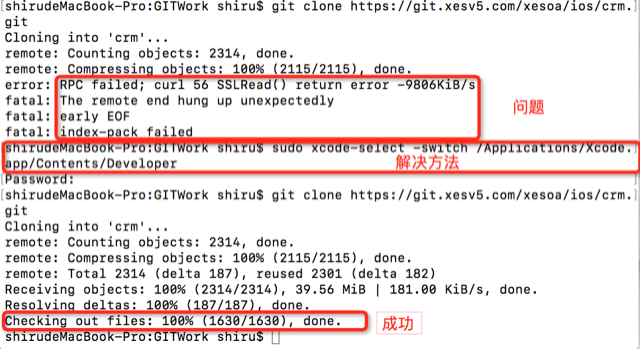 shirudeMacBook-Pro:GITWork shiru$ git clone https://git.xesv5.com/xesoa/ios/crm.
git
Cloning into 'crm'...
remote: Counting objects: 2314, done.
remote: Compressing objects: 100% (2115/2115), done.
error: RPC failed; curl 56 SSLRead() return error -9806KiB/s
fatal: The remote end hung up unexpectedly
fatal: early EOF
问题
fatal: index-pack failed
shirudeMacBook-Pro:GITWork shiru$ sudo xcode-select -switch /Applications/Xcode.
app/Contents/Developer
解决方法
Password:
shirudeMacBook-Pro:GITWork shiru$ git clone https://git.xesv5.com/xesoa/ios/crm.
git
Cloning into 'crm'...
remote: Counting objects: 2314, done.
remote: Compressing objects: 100% (2115/2115), done.
remote: Total 2314 (delta 187), reused 2301 (delta 182)
Receiving objects: 100% (2314/2314), 39.56 MiB | 181.00 KiB/s, done.
Resolving deltas: 100% (187/187), done.
Checking out files: 100% (1630/1630), done.
成功
shirudeMacBook-Pro:GITWork shiru$